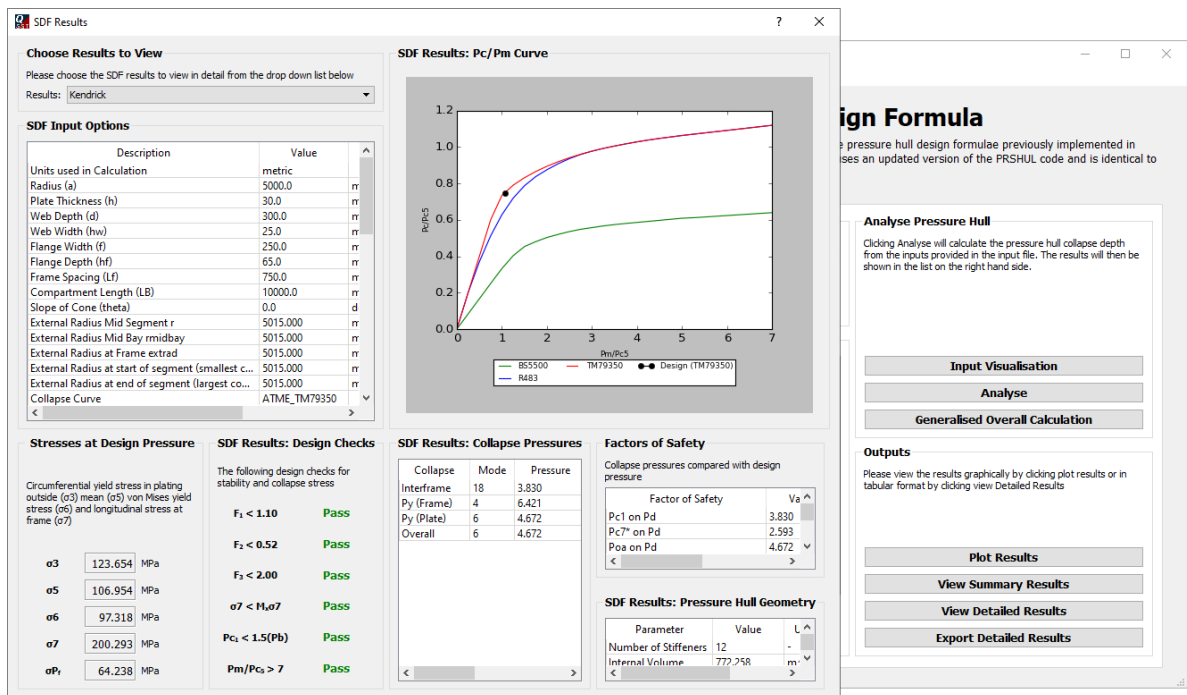 SDF Results
?
Choose Results to View
Please choose the SDF results to view in detail from the drop down list below
Results: Kendrick
SDF Input Options
Description Value
Units used in Calculation metric
Radius (a) 5000.0 m
Plate Thickness (h) 30.0 m
Web Depth (d) 300.0 m
Web Width (hw) 25.0 m
Flange Width (f) 250.0 m
Flange Depth (hf) 65.0 m
Frame Spacing (Lf) 750.0 m
Compartment Length (LB) 10000.0 m
Slope of Cone (theta) 0.0 d
External Radius Mid Segment r 5015.000 m
External Radius Mid Bay rmidbay 5015.000 m
External Radius at Frame extrad 5015.000 m
External Radius at start of segment (smallest c... 5015.000 m
External Radius at end of segment (largest co... 5015.000 m
Collapse Curve ATME_TM79350
SDF Results: Pc/Pm Curve
1.2
1.0
0.8
0.6
0.4
0.2
0.0
Pc/Pc5
0 1 2 3 4 5 6 7
Pm/Pc5
BS5500 TM79350 Design (TM79350)
R483
Stresses at Design Pressure
Circumferential yield stress in plating
outside (σ3) mean (σ5) von Mises yield
stress (σ6) and longitudinal stress at
frame (σ7)
σ3 123.654 MPa
σ5 106.954 MPa
σ6 97.318 MPa
σ7 200.293 MPa
σPf 64.238 MPa
SDF Results: Design Checks
The following design checks for
stability and collapse stress
F₁ < 1.10 Pass
F₂ < 0.52 Pass
F₃ < 2.00 Pass
σ7 < Mₓσ7 Pass
Pc₁ < 1.5(Pb) Pass
Pm/Pc₅ > 7 Pass
SDF Results: Collapse Pressures
Collapse Mode Pressure
Interframe 18 3.830
Py (Frame) 4 6.421
Py (Plate) 6 4.672
Overall 6 4.672
Factors of Safety
Collapse pressures compared with design
pressure
Factor of Safety Va
Pc1 on Pd 3.830
Pc7* on Pd 2.593
Poa on Pd 4.672
SDF Results: Pressure Hull Geometry
Parameter Value U
Number of Stiffeners 12 -
Internal Volume 772.258 m
ign Formula
e pressure hull design formulae previously implemented in
uses an updated version of the PRSHUL code and is identical to
Analyse Pressure Hull
Clicking Analyse will calculate the pressure hull collapse depth
from the inputs provided in the input file. The results will then be
shown in the list on the right hand side.
Input Visualisation
Analyse
Generalised Overall Calculation
Outputs
Please view the results graphically by clicking plot results or in
tabular format by clicking view Detailed Results
Plot Results
View Summary Results
View Detailed Results
Export Detailed Results